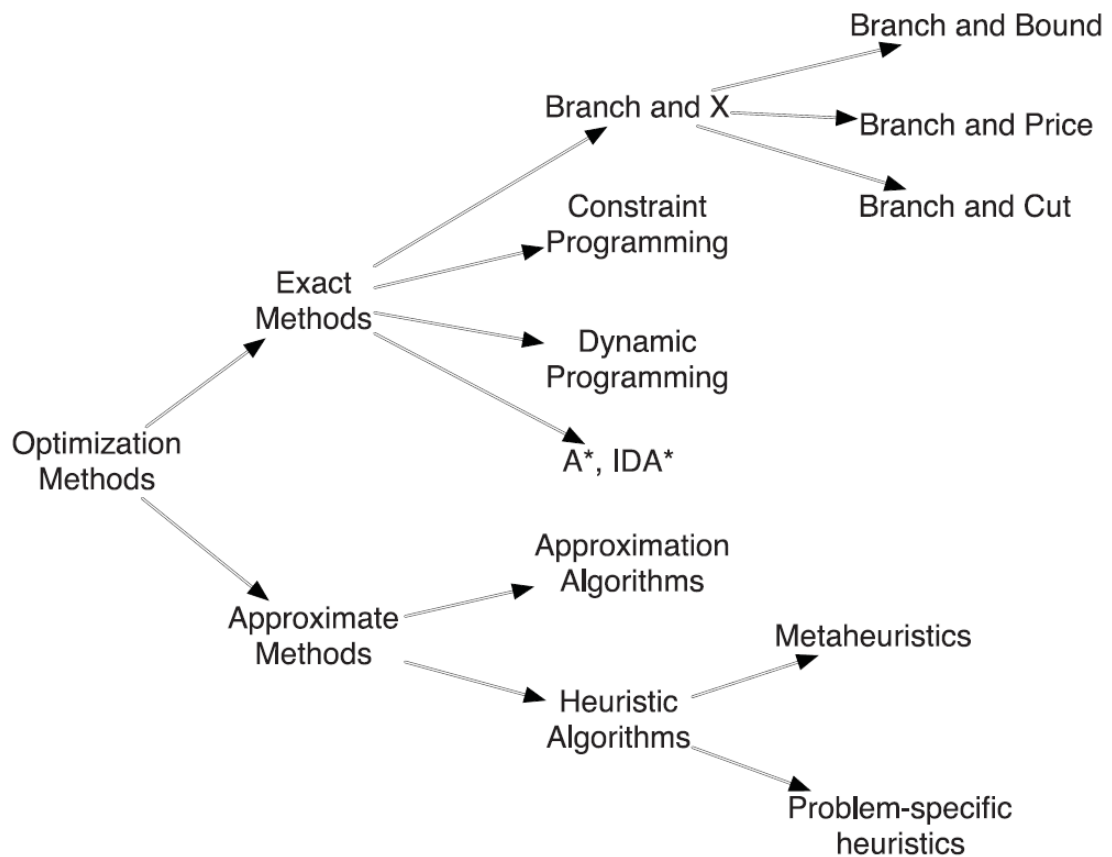 Branch and Bound
Branch and X
Branch and Price
Branch and Cut
Constraint
Programming
Exact
Methods
Dynamic
Programming
Optimization
Methods
A*, IDA*
Approximation
Algorithms
Approximate
Methods
Metaheuristics
Heuristic
Algorithms
Problem-specific
heuristics